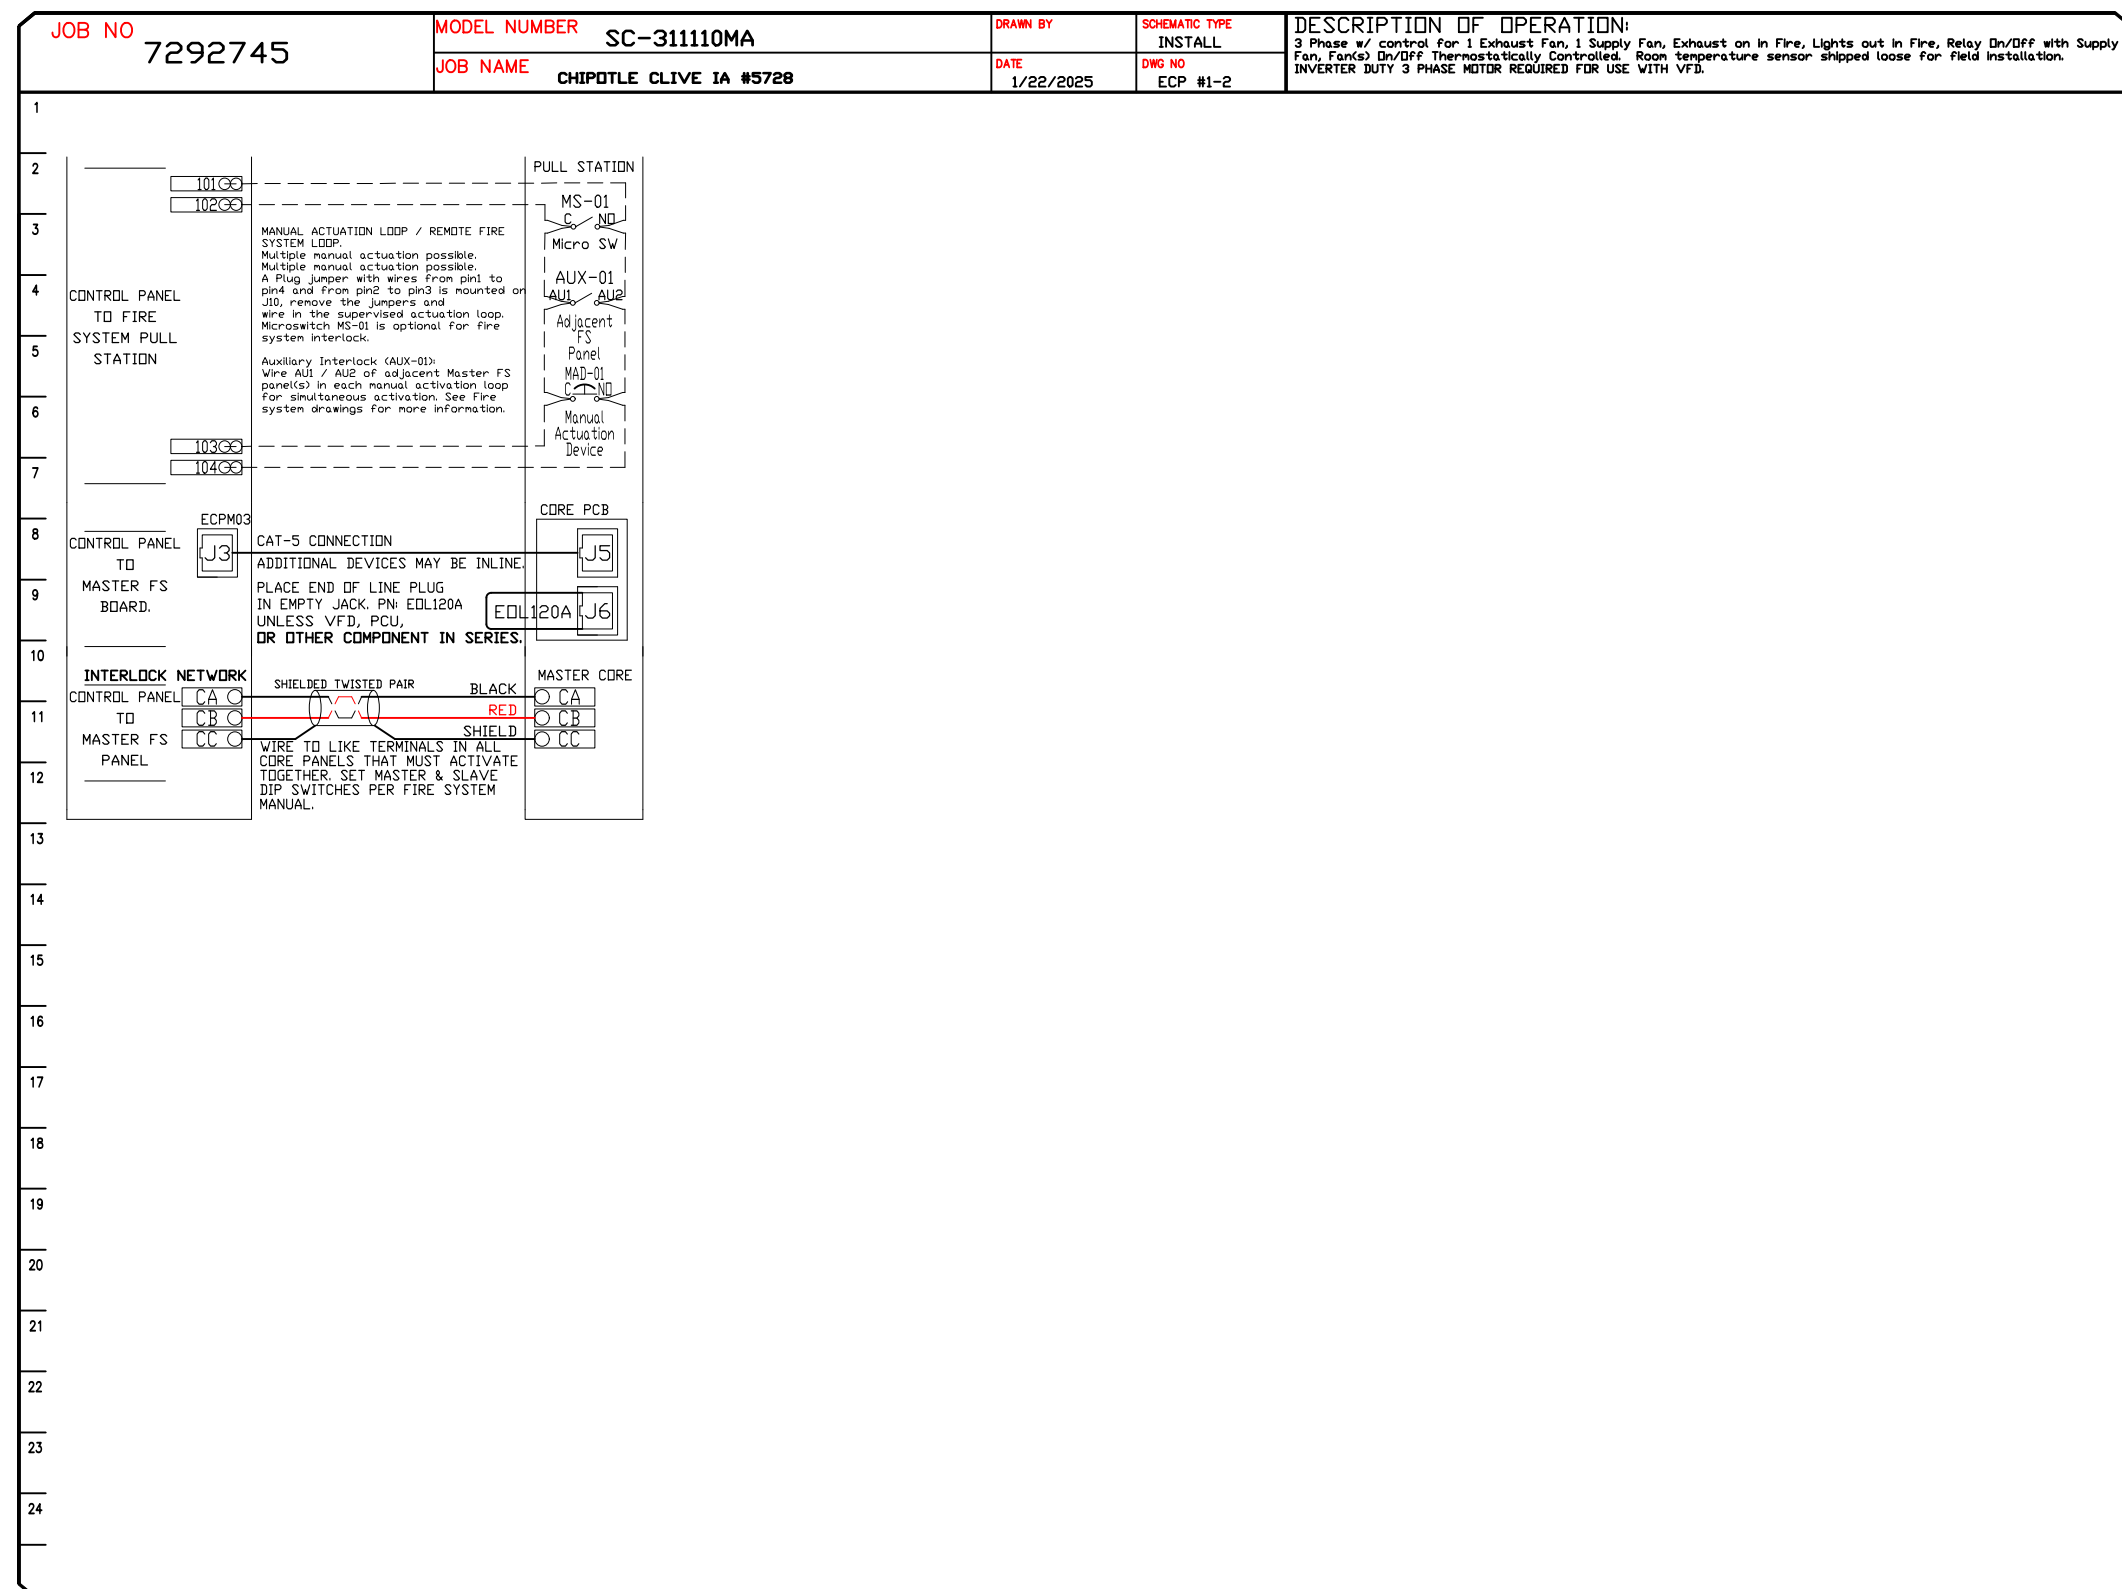 JOB NO
7292745
MODEL NUMBER
SC-311110MA
JOB NAME
CHIPOTLE CLIVE IA #5728
DRAWN BY
DATE
1/22/2025
SCHEMATIC TYPE
INSTALL
DWG NO
ECP #1-2
DESCRIPTION OF OPERATION:
3 Phase w/ control for 1 Exhaust Fan, 1 Supply Fan, Exhaust on in Fire, Lights out in Fire, Relay On/Off with Supply
Fan, Fan(s) On/Off Thermostatically Controlled. Room temperature sensor shipped loose for field installation.
INVERTER DUTY 3 PHASE MOTOR REQUIRED FOR USE WITH VFD.
1
2
3
4
5
6
7
8
9
10
11
12
13
14
15
16
17
18
19
20
21
22
23
24
CONTROL PANEL
TO FIRE
SYSTEM PULL
STATION
101
102
103
104
MANUAL ACTUATION LOOP / REMOTE FIRE
SYSTEM LOOP.
Multiple manual actuation possible.
Multiple manual actuation possible.
A Plug jumper with wires from pin1 to
pin4 and from pin2 to pin3 is mounted on
J10, remove the jumpers and
wire in the supervised actuation loop.
Microswitch MS-01 is optional for fire
system interlock.
Auxiliary Interlock (AUX-01):
Wire AU1 / AU2 of adjacent Master FS
panel(s) in each manual activation loop
for simultaneous activation. See Fire
system drawings for more information.
PULL STATION
MS-01
C NO
Micro SW
AUX-01
AU1 AU2
Adjacent
FS
Panel
MAD-01
C NO
Manual
Actuation
Device
CONTROL PANEL
TO
MASTER FS
BOARD.
ECPM03
J3
CAT-5 CONNECTION
ADDITIONAL DEVICES MAY BE INLINE.
PLACE END OF LINE PLUG
IN EMPTY JACK. PN: EOL120A
UNLESS VFD, PCU,
OR OTHER COMPONENT IN SERIES.
CORE PCB
J5
EOL120A
J6
INTERLOCK NETWORK
CONTROL PANEL
TO
MASTER FS
PANEL
CA
CB
CC
SHIELDED TWISTED PAIR
BLACK
RED
SHIELD
WIRE TO LIKE TERMINALS IN ALL
CORE PANELS THAT MUST ACTIVATE
TOGETHER. SET MASTER & SLAVE
DIP SWITCHES PER FIRE SYSTEM
MANUAL.
MASTER CORE
CA
CB
CC